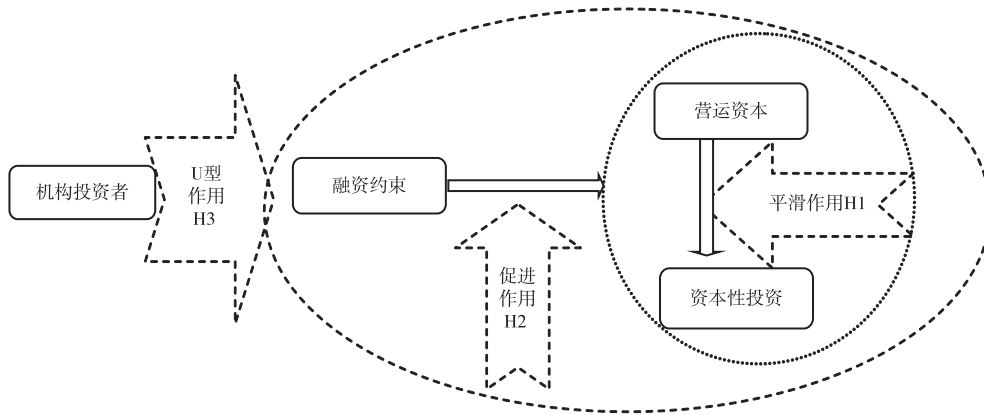 机构投资者
U型
作用
H3
融资约束
促进
作用
H2
营运资本
平滑作用H1
资本性投资